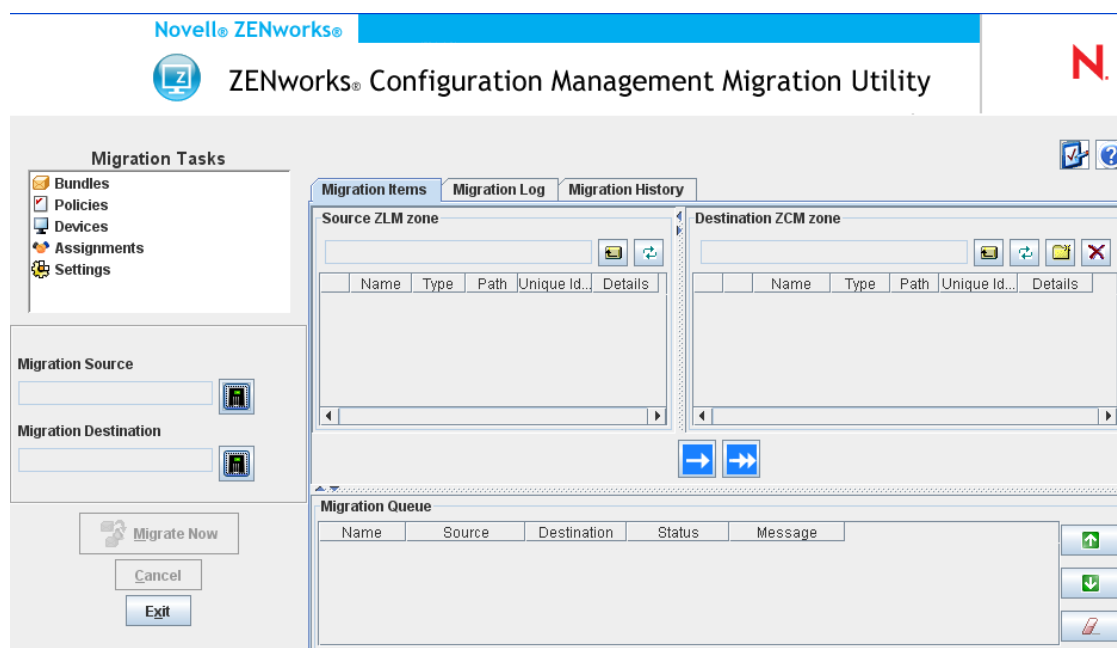 Novell® ZENworks®
ZENworks® Configuration Management Migration Utility
N.
Migration Tasks
Bundles
Policies
Devices
Assignments
Settings
Migration Source
Migration Destination
Migrate Now
Cancel
Exit
Migration Items Migration Log Migration History
Source ZLM zone
Name Type Path Unique Id... Details
Destination ZCM zone
Name Type Path Unique Id... Details
Migration Queue
Name Source Destination Status Message